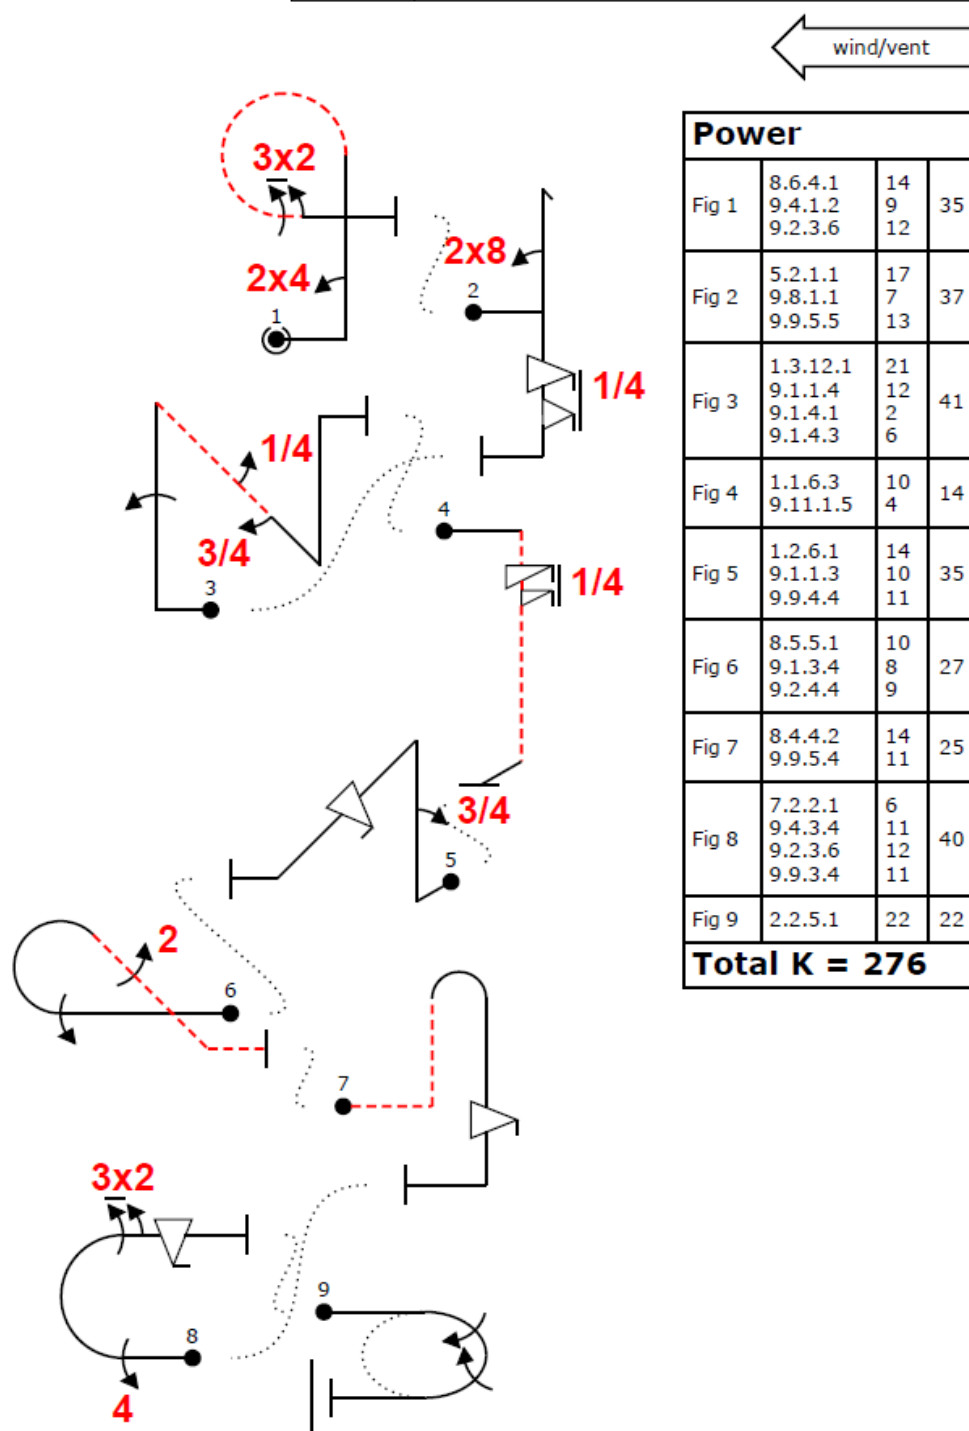 wind/vent
3x2
2x4
1
2x8
2
1/4
1/4
3/4
3
4
1/4
3/4
5
2
6
7
3x2
8
4
9
Power
Fig 1 8.6.4.1 14 35
9.4.1.2 9
9.2.3.6 12
Fig 2 5.2.1.1 17 37
9.8.1.1 7
9.9.5.5 13
Fig 3 1.3.12.1 21 41
9.1.1.4 12
9.1.4.1 2
9.1.4.3 6
Fig 4 1.1.6.3 10 14
9.11.1.5 4
Fig 5 1.2.6.1 14 35
9.1.1.3 10
9.9.4.4 11
Fig 6 8.5.5.1 10 27
9.1.3.4 8
9.2.4.4 9
Fig 7 8.4.4.2 14 25
9.9.5.4 11
Fig 8 7.2.2.1 6 40
9.4.3.4 11
9.2.3.6 12
9.9.3.4 11
Fig 9 2.2.5.1 22 22
Total K = 276